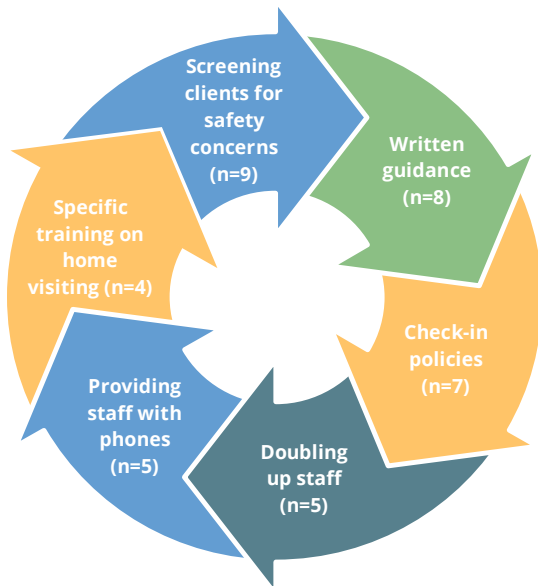 Screening
clients for
safety
concerns
(n=9)
Written
guidance
(n=8)
Check-in
policies
(n=7)
Doubling
up staff
(n=5)
Providing
staff with
phones
(n=5)
Specific
training on
home
visiting (n=4)